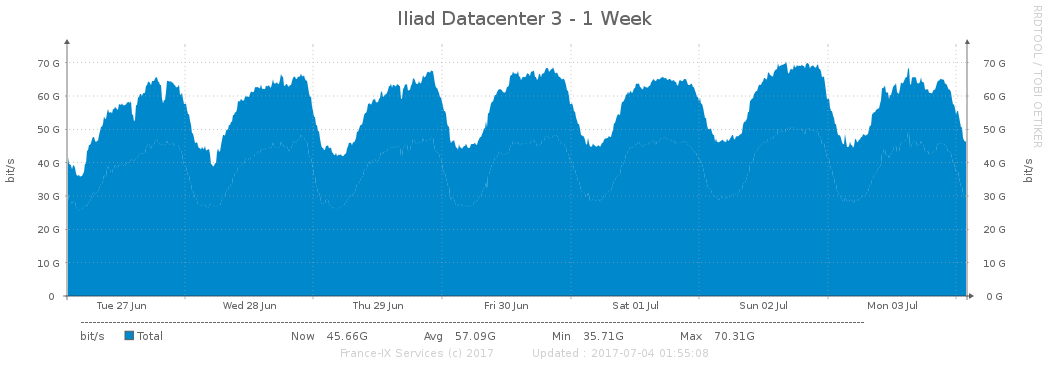 Iliad Datacenter 3 - 1 Week
RRDTOOL / TOBI OETIKER
70 G 70 G
60 G 60 G
50 G 50 G
40 G 40 G
30 G 30 G
20 G 20 G
10 G 10 G
0 0 G
bit/s bit/s
Tue 27 Jun Wed 28 Jun Thu 29 Jun Fri 30 Jun Sat 01 Jul Sun 02 Jul Mon 03 Jul
bit/s Total Now 45.66G Avg 57.09G Min 35.71G Max 70.31G
France-IX Services (c) 2017 Updated : 2017-07-04 01:55:08